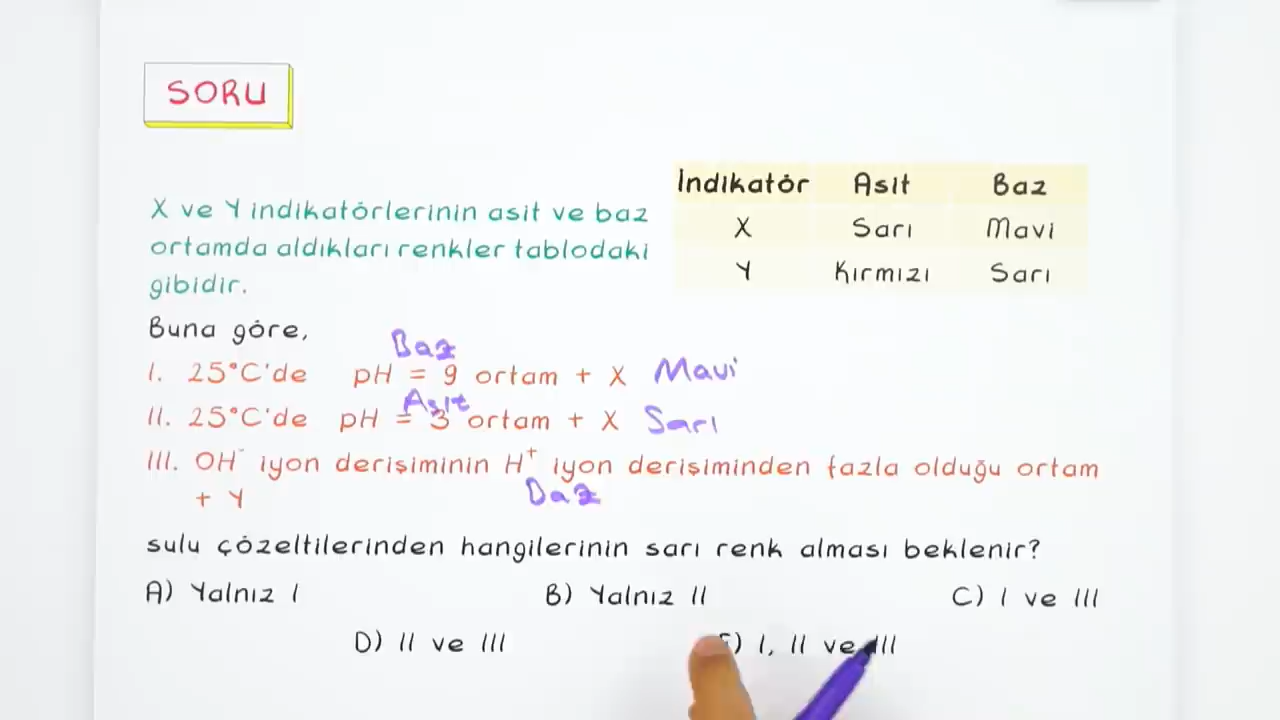 SORU
X ve Y indikatörlerinin asit ve baz
ortamda aldıkları renkler tablodaki
gibidir.
İndikatör Asit Baz
X Sarı Mavi
Y Kırmızı Sarı
Buna göre,
Baz
I. 25°C'de pH = 9 ortam + X Mavi
Asit
II. 25°C'de pH = 3 ortam + X Sarı
III. OH⁻ iyon derişiminin H⁺ iyon derişiminden fazla olduğu ortam
+ Y Baz
sulu çözeltilerinden hangilerinin sarı renk alması beklenir?
A) Yalnız I B) Yalnız II C) I ve III
D) II ve III E) I, II ve III